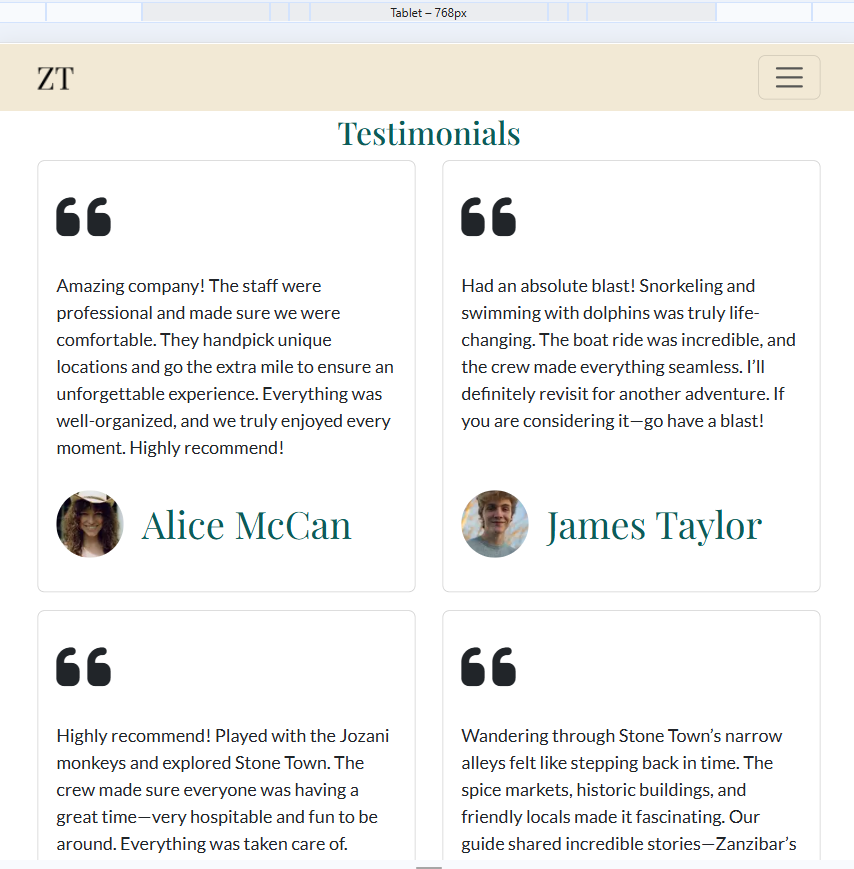 Tablet – 768px
ZT
Testimonials
Amazing company! The staff were
professional and made sure we were
comfortable. They handpick unique
locations and go the extra mile to ensure an
unforgettable experience. Everything was
well-organized, and we truly enjoyed every
moment. Highly recommend!
Alice McCan
Had an absolute blast! Snorkeling and
swimming with dolphins was truly life-
changing. The boat ride was incredible, and
the crew made everything seamless. I’ll
definitely revisit for another adventure. If
you are considering it—go have a blast!
James Taylor
Highly recommend! Played with the Jozani
monkeys and explored Stone Town. The
crew made sure everyone was having a
great time—very hospitable and fun to be
around. Everything was taken care of.
Wandering through Stone Town’s narrow
alleys felt like stepping back in time. The
spice markets, historic buildings, and
friendly locals made it fascinating. Our
guide shared incredible stories—Zanzibar’s